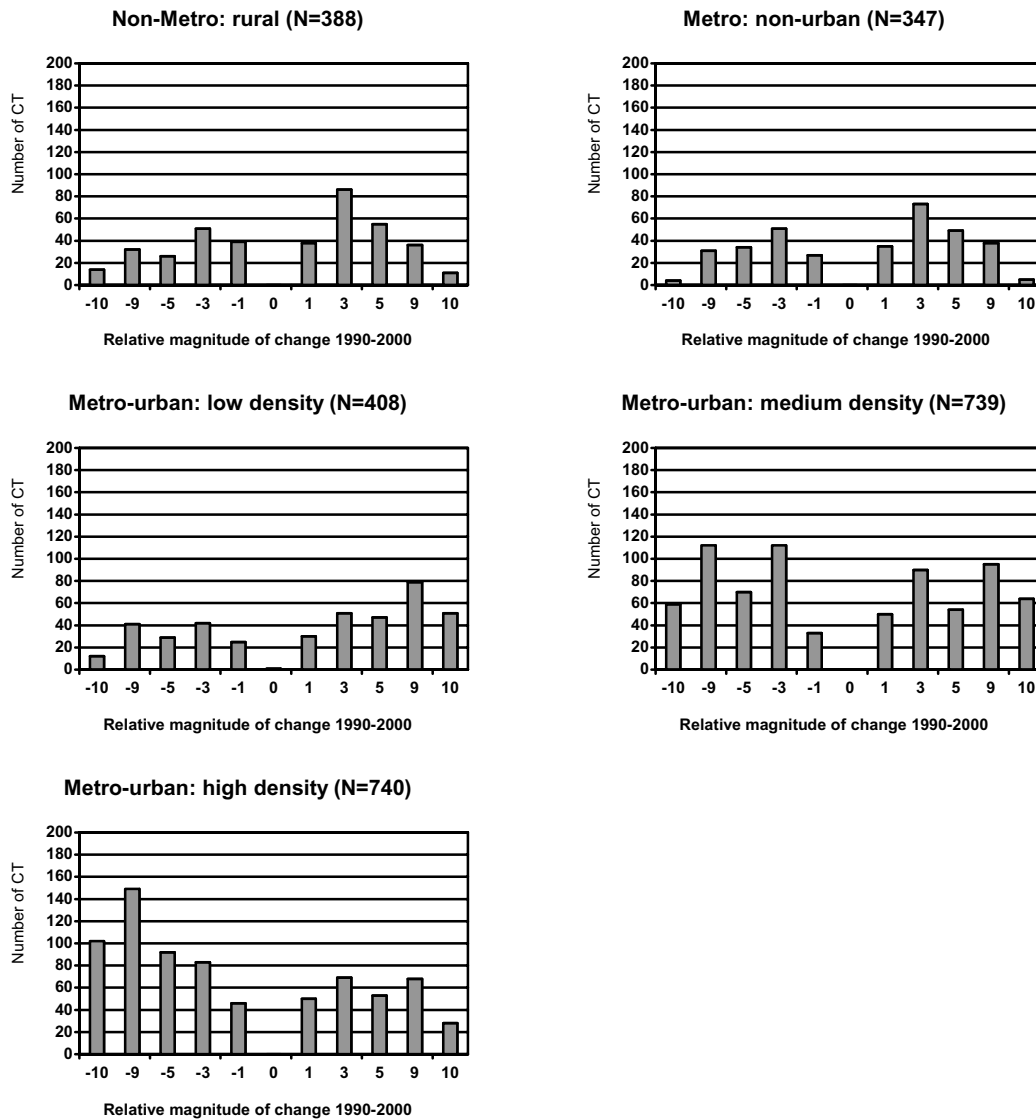 Non-Metro: rural (N=388)
Number of CT
200
180
160
140
120
100
80
60
40
20
0
-10 -9 -5 -3 -1 0 1 3 5 9 10
Relative magnitude of change 1990-2000
Metro: non-urban (N=347)
Number of CT
200
180
160
140
120
100
80
60
40
20
0
-10 -9 -5 -3 -1 0 1 3 5 9 10
Relative magnitude of change 1990-2000
Metro-urban: low density (N=408)
Number of CT
200
180
160
140
120
100
80
60
40
20
0
-10 -9 -5 -3 -1 0 1 3 5 9 10
Relative magnitude of change 1990-2000
Metro-urban: medium density (N=739)
Number of CT
200
180
160
140
120
100
80
60
40
20
0
-10 -9 -5 -3 -1 0 1 3 5 9 10
Relative magnitude of change 1990-2000
Metro-urban: high density (N=740)
Number of CT
200
180
160
140
120
100
80
60
40
20
0
-10 -9 -5 -3 -1 0 1 3 5 9 10
Relative magnitude of change 1990-2000